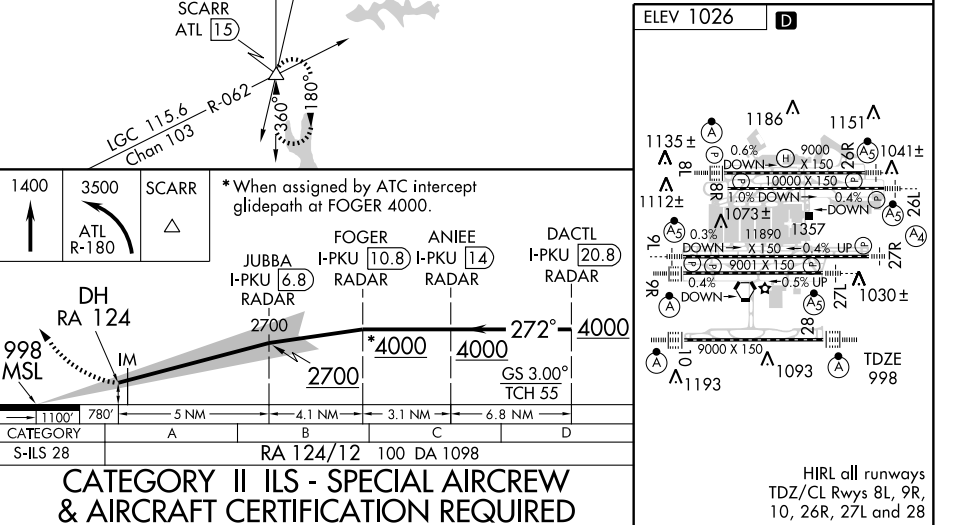 SCARR
ATL 15
LGC 115.6
Chan 103
R-062
360°
180°
1400
3500
ATL
R-180
SCARR
* When assigned by ATC intercept
glidepath at FOGER 4000.
JUBBA
I-PKU 6.8
RADAR
FOGER
I-PKU 10.8
RADAR
ANIEE
I-PKU 14
RADAR
DACTL
I-PKU 20.8
RADAR
DH
RA 124
998
MSL
IM
2700
2700
*4000
4000
272°
4000
GS 3.00°
TCH 55
1100'
780'
5 NM
4.1 NM
3.1 NM
6.8 NM
CATEGORY
A
B
C
D
S-ILS 28
RA 124/12 100 DA 1098
CATEGORY II ILS - SPECIAL AIRCREW
& AIRCRAFT CERTIFICATION REQUIRED
ELEV 1026
D
1186
1151
1135 ±
A
P
8L
0.6%
DOWN
H
9000
X 150
26R
A5
1041±
1112±
8R
10000 X 150
P
1.0% DOWN
0.4%
DOWN
P
A5
26L
A
1073±
1357
A4
A5
9L
0.3%
DOWN
11890
X 150
0.4% UP
P
27R
P
9001 X 150
P
9R
0.4%
DOWN
0.5% UP
27L
A5
1030±
A
28
10
9000 X 150
A
1193
1093
A
TDZE
998
HIRL all runways
TDZ/CL Rwys 8L, 9R,
10, 26R, 27L and 28